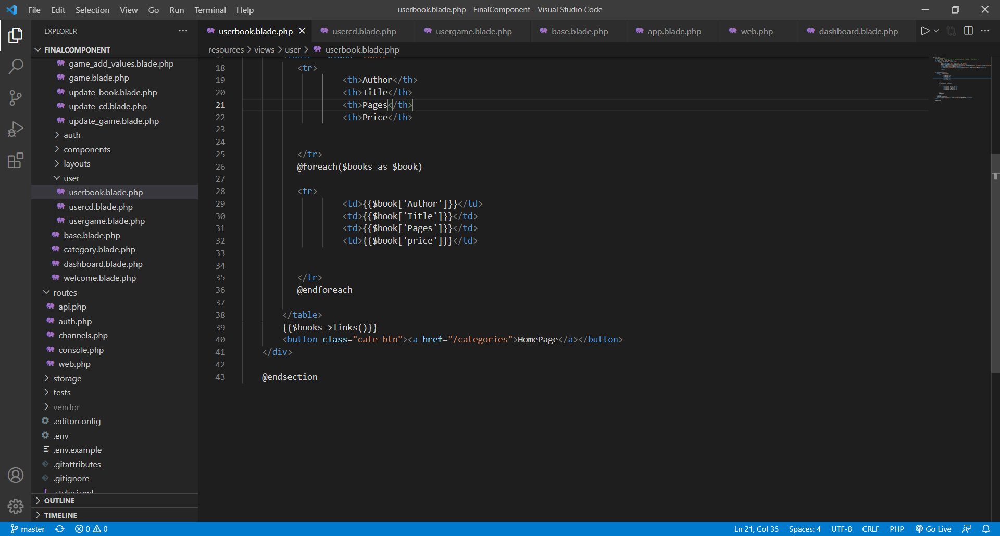 File Edit Selection View Go Run Terminal Help
userbook.blade.php - FinalComponent - Visual Studio Code
EXPLORER
FINALCOMPONENT
game_add_values.blade.php
game.blade.php
update_book.blade.php
update_cd.blade.php
update_game.blade.php
auth
components
layouts
user
userbook.blade.php
usercd.blade.php
usergame.blade.php
base.blade.php
category.blade.php
dashboard.blade.php
welcome.blade.php
routes
api.php
auth.php
channels.php
console.php
web.php
storage
tests
vendor
.editorconfig
.env
.env.example
.gitattributes
.gitignore
.styleci.yml
OUTLINE
TIMELINE
userbook.blade.php usercd.blade.php usergame.blade.php base.blade.php app.blade.php web.php dashboard.blade.php
resources > views > user > userbook.blade.php
17 <table class="table">
18 <tr>
19 <th>Author</th>
20 <th>Title</th>
21 <th>Pages</th>
22 <th>Price</th>
23
24
25 </tr>
26 @foreach($books as $book)
27
28 <tr>
29 <td>{{$book['Author']}}</td>
30 <td>{{$book['Title']}}</td>
31 <td>{{$book['Pages']}}</td>
32 <td>{{$book['price']}}</td>
33
34
35 </tr>
36 @endforeach
37
38 </table>
39 {{$books->links()}}
40 <button class="cate-btn"><a href="/categories">HomePage</a></button>
41 </div>
42
43 @endsection
master 0 0 Ln 21, Col 35 Spaces: 4 UTF-8 CRLF PHP Go Live